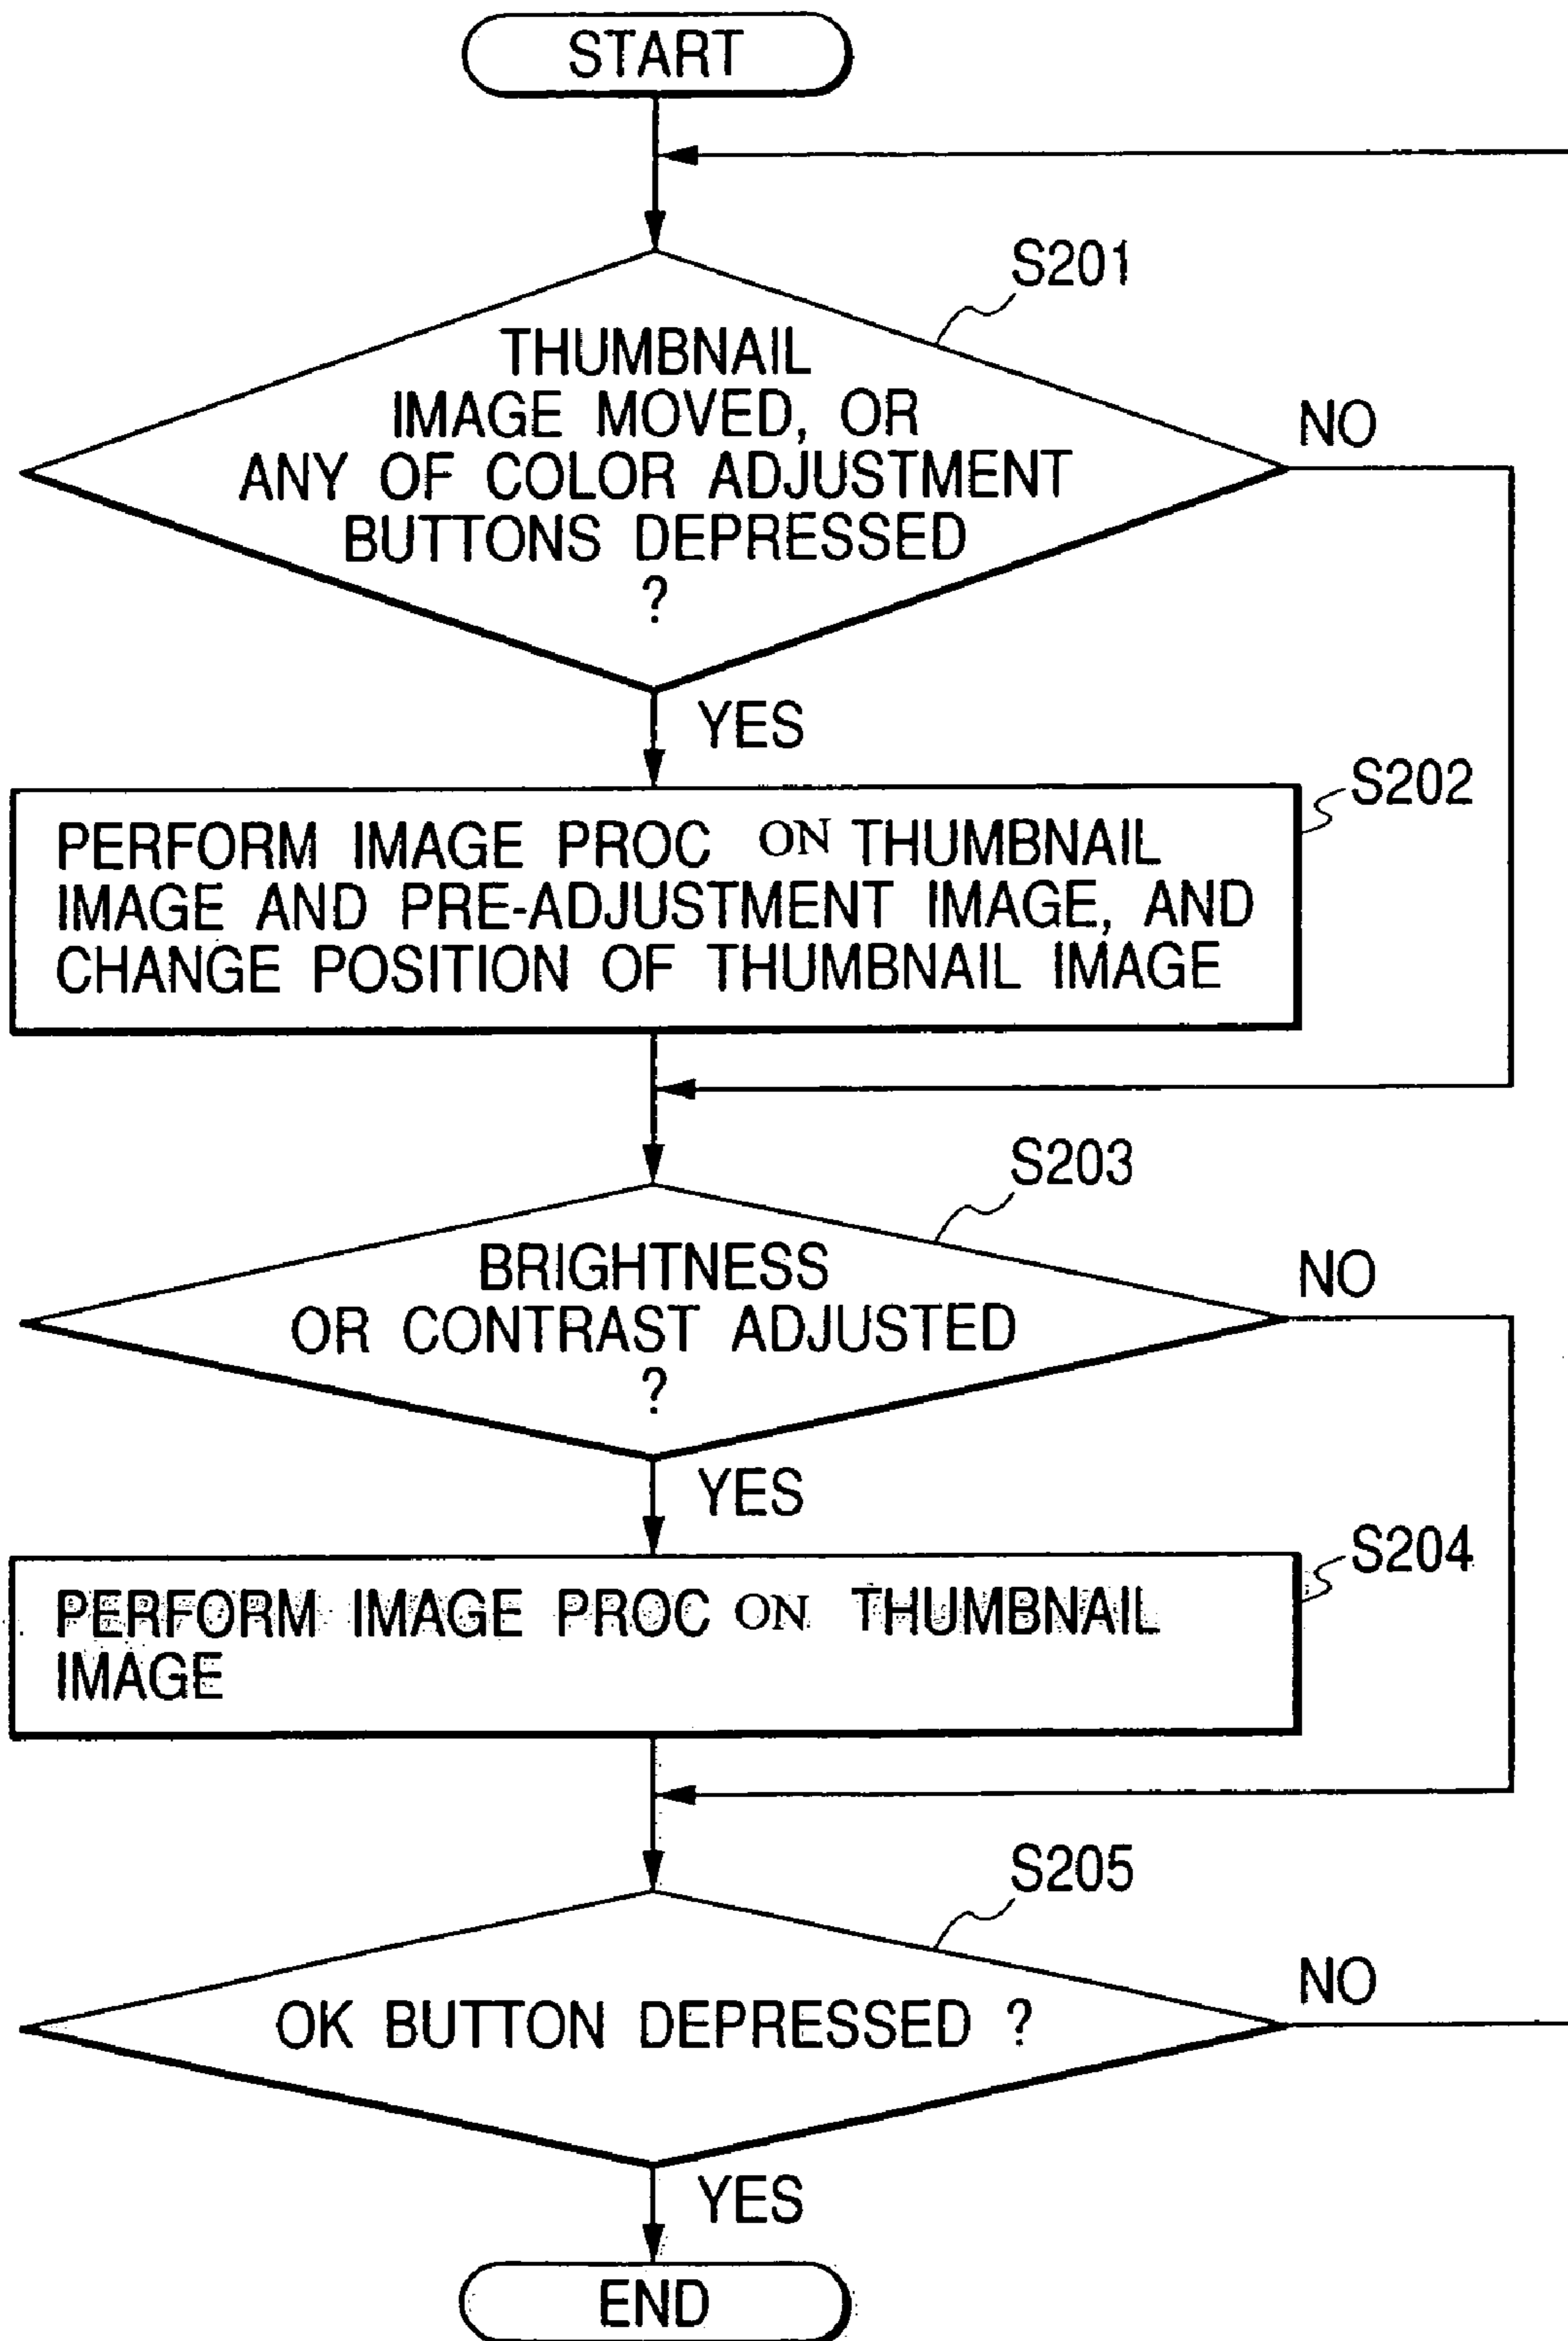 START
S201
THUMBNAIL
IMAGE MOVED, OR
ANY OF COLOR ADJUSTMENT
BUTTONS DEPRESSED
?
NO
YES
S202
PERFORM IMAGE PROC ON THUMBNAIL
IMAGE AND PRE-ADJUSTMENT IMAGE, AND
CHANGE POSITION OF THUMBNAIL IMAGE
S203
BRIGHTNESS
OR CONTRAST ADJUSTED
?
NO
YES
S204
PERFORM IMAGE PROC ON THUMBNAIL
IMAGE
S205
OK BUTTON DEPRESSED ?
NO
YES
END